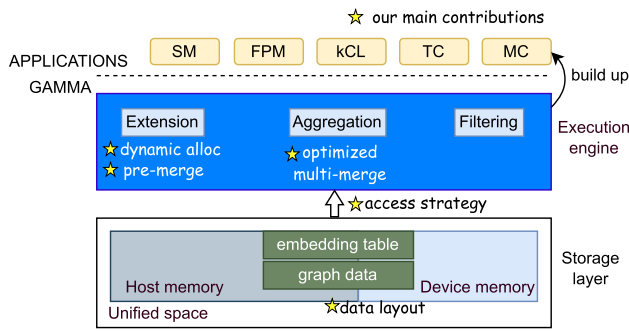 our main contributions
SM FPM kCL TC MC
APPLICATIONS
GAMMA
build up
Extension Aggregation Filtering
Execution
engine
dynamic alloc
pre-merge
optimized
multi-merge
access strategy
embedding table
graph data
Storage
layer
Host memory
Device memory
Unified space
data layout